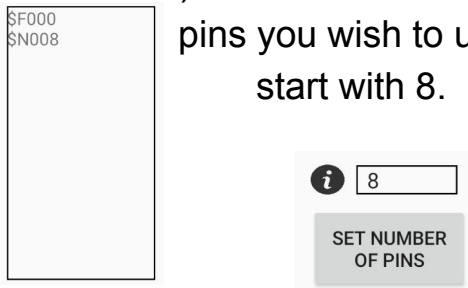 $F000
$N008
pins you wish to
start with 8.
i 8
SET NUMBER
OF PINS